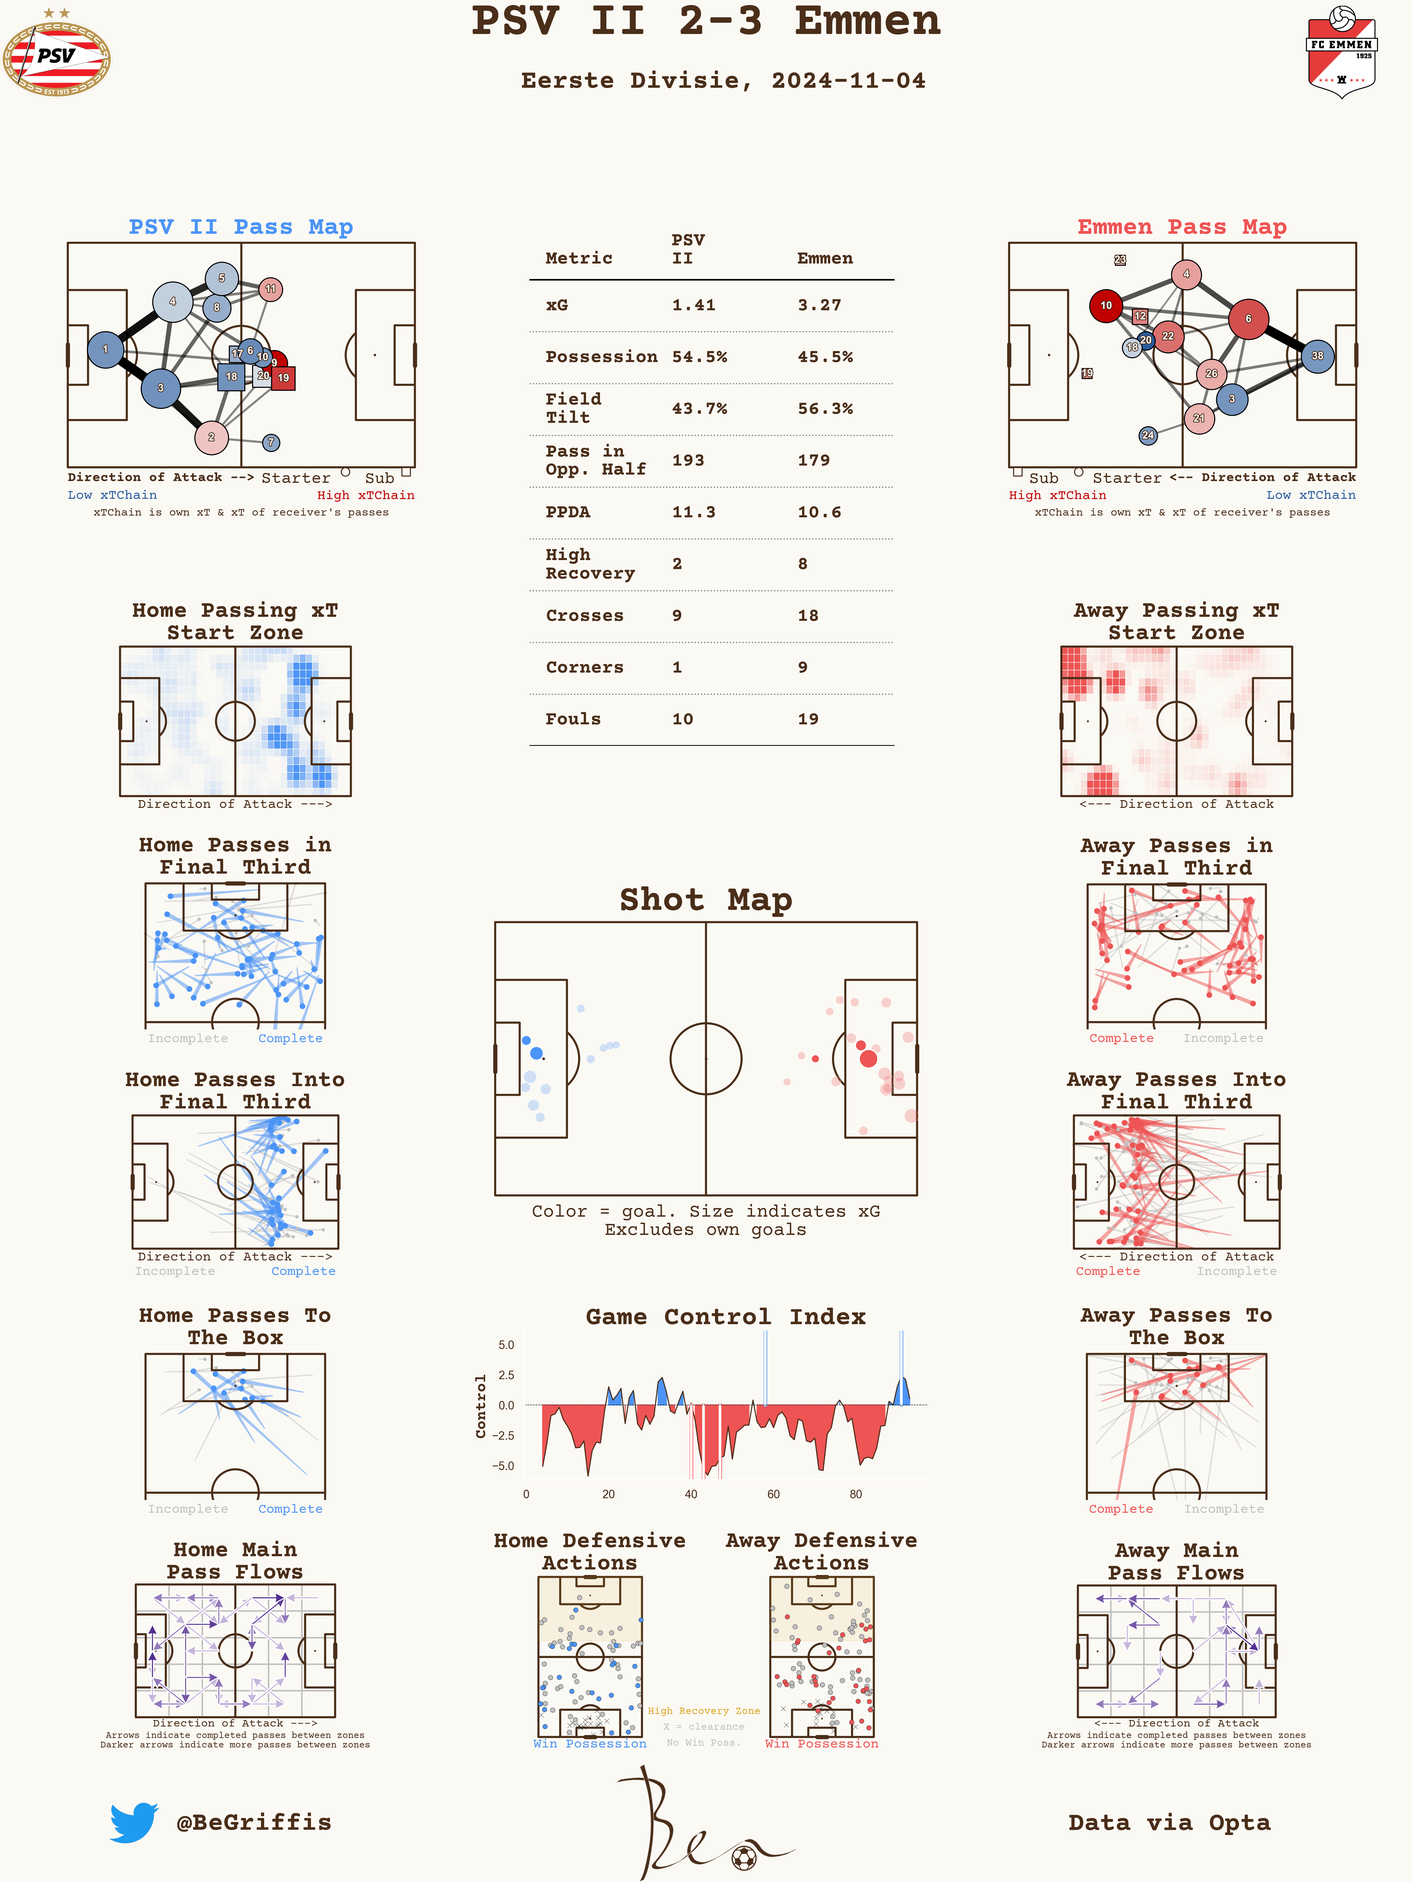 PSV II 2-3 Emmen
Eerste Divisie, 2024-11-04
PSV
EST 1913
FC EMMEN
1925
PSV II Pass Map
5
11
4
8
1
17
6
10
9
18
20
19
3
2
7
Direction of Attack --> Starter Sub
Low xTChain High xTChain
xTChain is own xT & xT of receiver's passes
Metric PSV II Emmen
xG 1.41 3.27
Possession 54.5% 45.5%
Field Tilt 43.7% 56.3%
Pass in Opp. Half 193 179
PPDA 11.3 10.6
High Recovery 2 8
Crosses 9 18
Corners 1 9
Fouls 10 19
Emmen Pass Map
23
4
10
12
6
22
20
18
38
19
26
3
21
24
Sub Starter <-- Direction of Attack
High xTChain Low xTChain
xTChain is own xT & xT of receiver's passes
Home Passing xT
Start Zone
Direction of Attack --->
Away Passing xT
Start Zone
<--- Direction of Attack
Home Passes in
Final Third
Incomplete Complete
Away Passes in
Final Third
Complete Incomplete
Shot Map
Color = goal. Size indicates xG
Excludes own goals
Home Passes Into
Final Third
Direction of Attack --->
Incomplete Complete
Away Passes Into
Final Third
<--- Direction of Attack
Complete Incomplete
Home Passes To
The Box
Incomplete Complete
Game Control Index
Control
5.0
2.5
0.0
−2.5
−5.0
0 20 40 60 80
Away Passes To
The Box
Complete Incomplete
Home Main
Pass Flows
Direction of Attack --->
Arrows indicate completed passes between zones
Darker arrows indicate more passes between zones
Home Defensive
Actions
Win Possession
Away Defensive
Actions
Win Possession
High Recovery Zone
X = clearance
No Win Poss.
Away Main
Pass Flows
<--- Direction of Attack
Arrows indicate completed passes between zones
Darker arrows indicate more passes between zones
@BeGriffis
Ben
Data via Opta